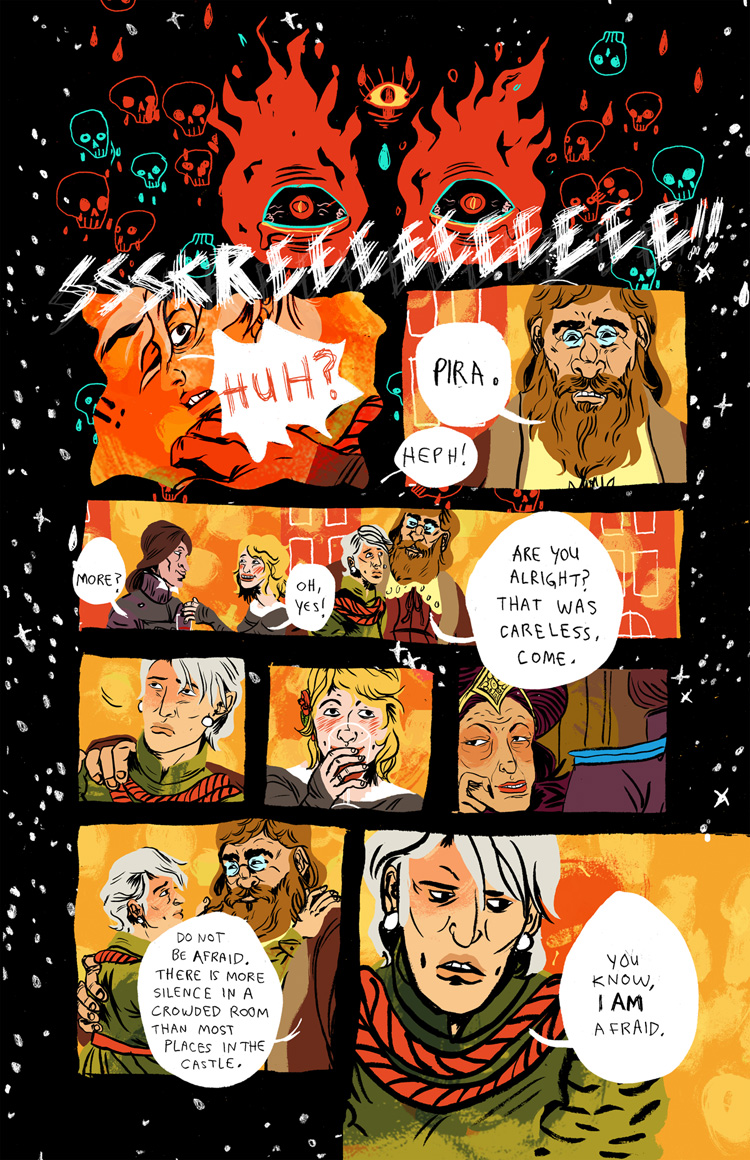 SSSKREEEEEEEEEE!!
HUH?
PIRA.
HEPH!
MORE?
OH,
YES!
ARE YOU
ALRIGHT?
THAT WAS
CARELESS,
COME.
DO NOT
BE AFRAID.
THERE IS MORE
SILENCE IN A
CROWDED ROOM
THAN MOST
PLACES IN THE
CASTLE.
YOU
KNOW,
I AM
AFRAID.